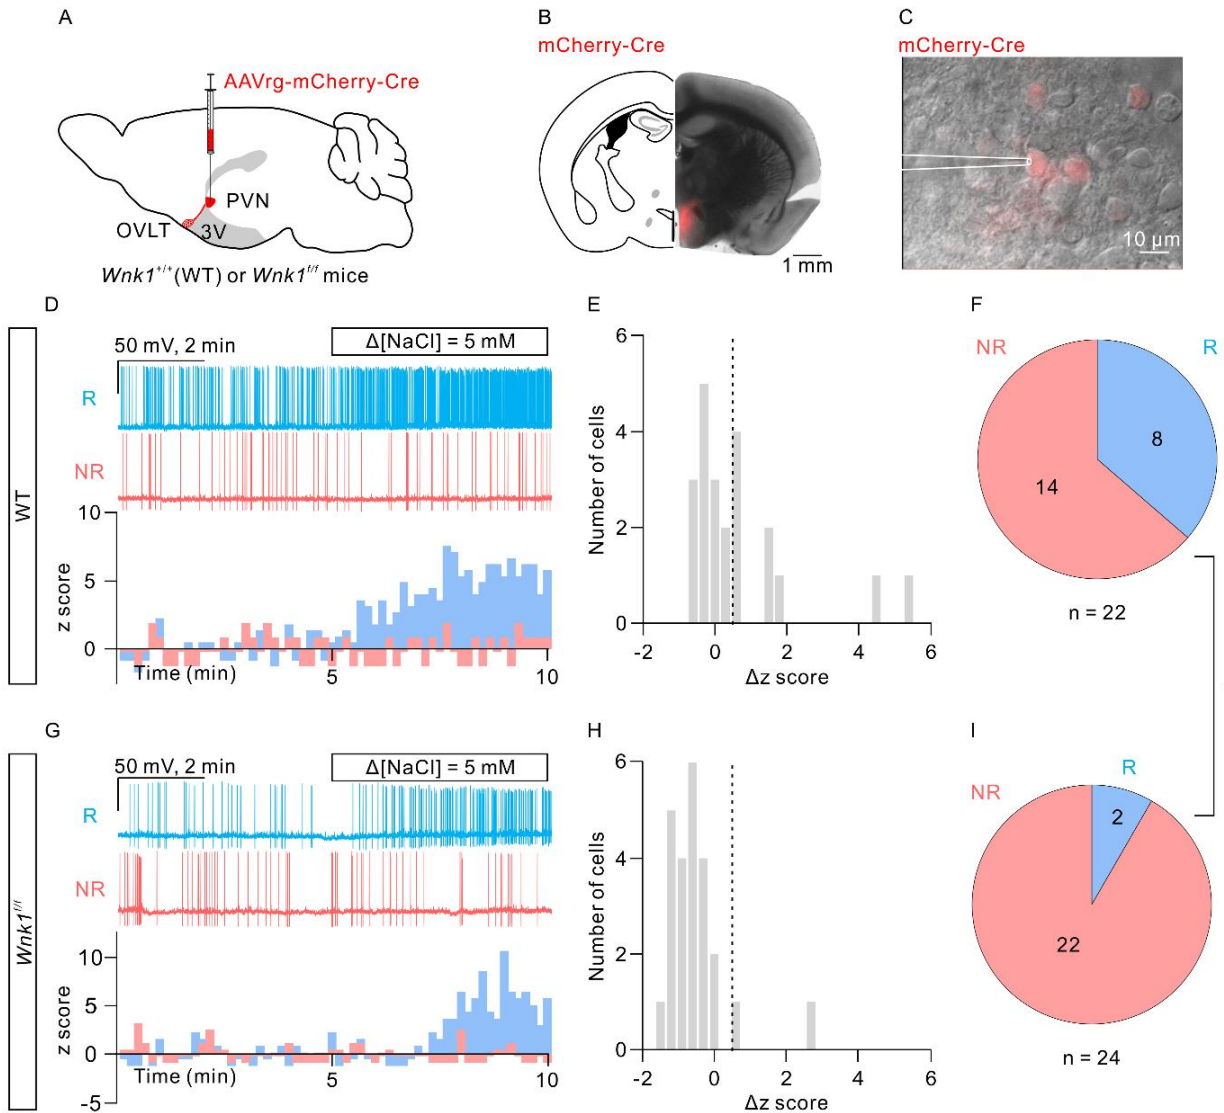 A
B
C
mCherry-Cre
mCherry-Cre
AAVrg-mCherry-Cre
PVN
OVLT
3V
1 mm
10 µm
Wnk1+/+(WT) or Wnk1f/f mice
D
E
F
WT
50 mV, 2 min
Δ[NaCl] = 5 mM
R
NR
10
5
0
z score
Time (min)
5
10
6
4
2
0
Number of cells
-2
0
2
4
6
Δz score
NR
R
8
14
n = 22
G
H
I
Wnk1f/f
50 mV, 2 min
Δ[NaCl] = 5 mM
R
NR
10
5
0
-5
z score
Time (min)
5
10
6
4
2
0
Number of cells
-2
0
2
4
6
Δz score
R
NR
2
22
n = 24